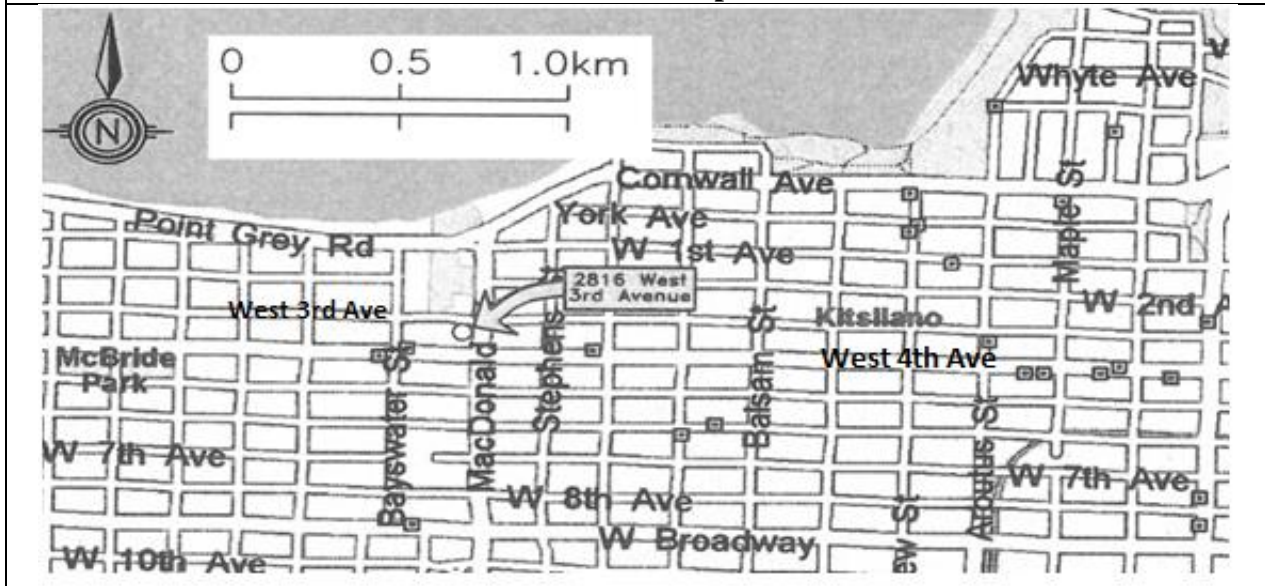 0 0.5 1.0km
N
Whyte Ave
Maple St
Cornwall Ave
York Ave
Point Grey Rd
W 1st Ave
2816 West
3rd Avenue
West 3rd Ave
W 2nd A
Kitsilano
West 4th Ave
McBride
Park
Bayswater St
MacDonald
Stephens
Balsam St
Arbutus St
W 7th Ave
W 7th Ave
W 8th Ave
ew St
W Broadway
W 10th Ave